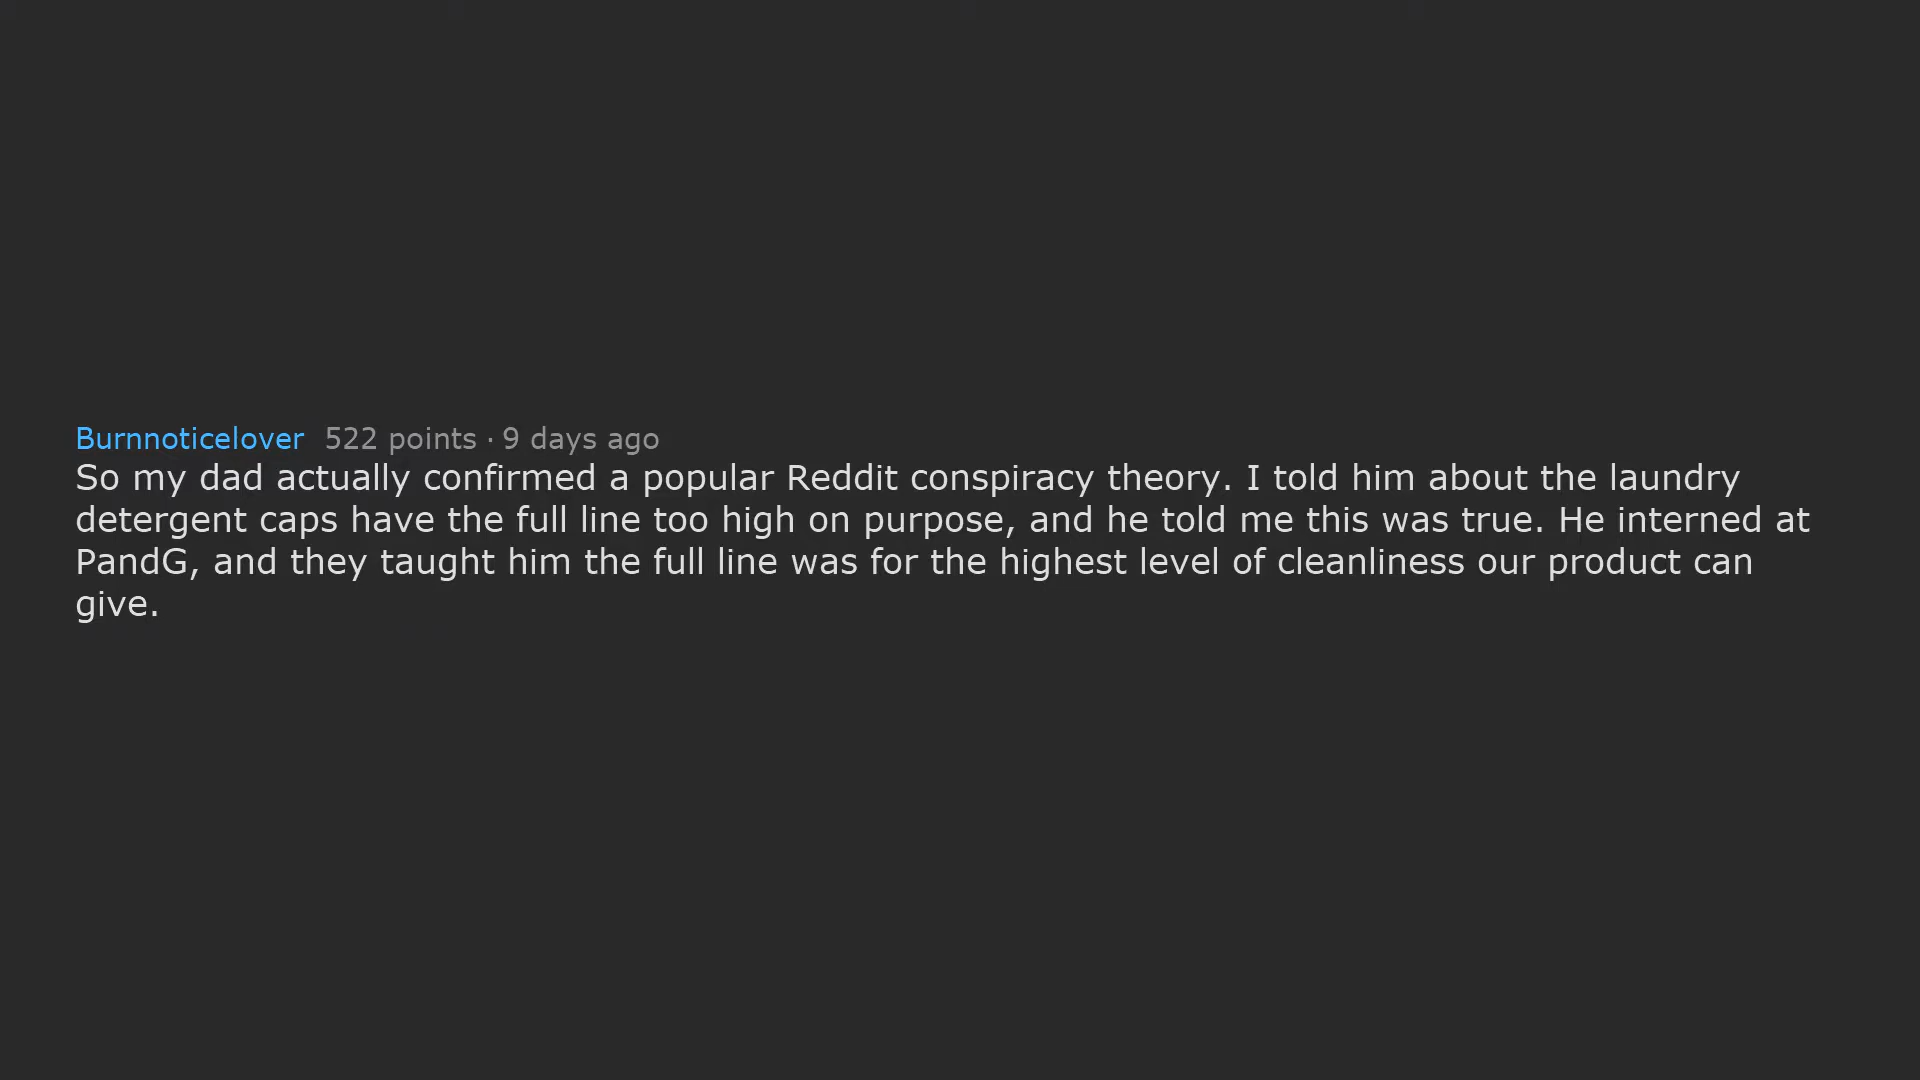 Burnnoticelover 522 points · 9 days ago
So my dad actually confirmed a popular Reddit conspiracy theory. I told him about the laundry
detergent caps have the full line too high on purpose, and he told me this was true. He interned at
PandG, and they taught him the full line was for the highest level of cleanliness our product can
give.